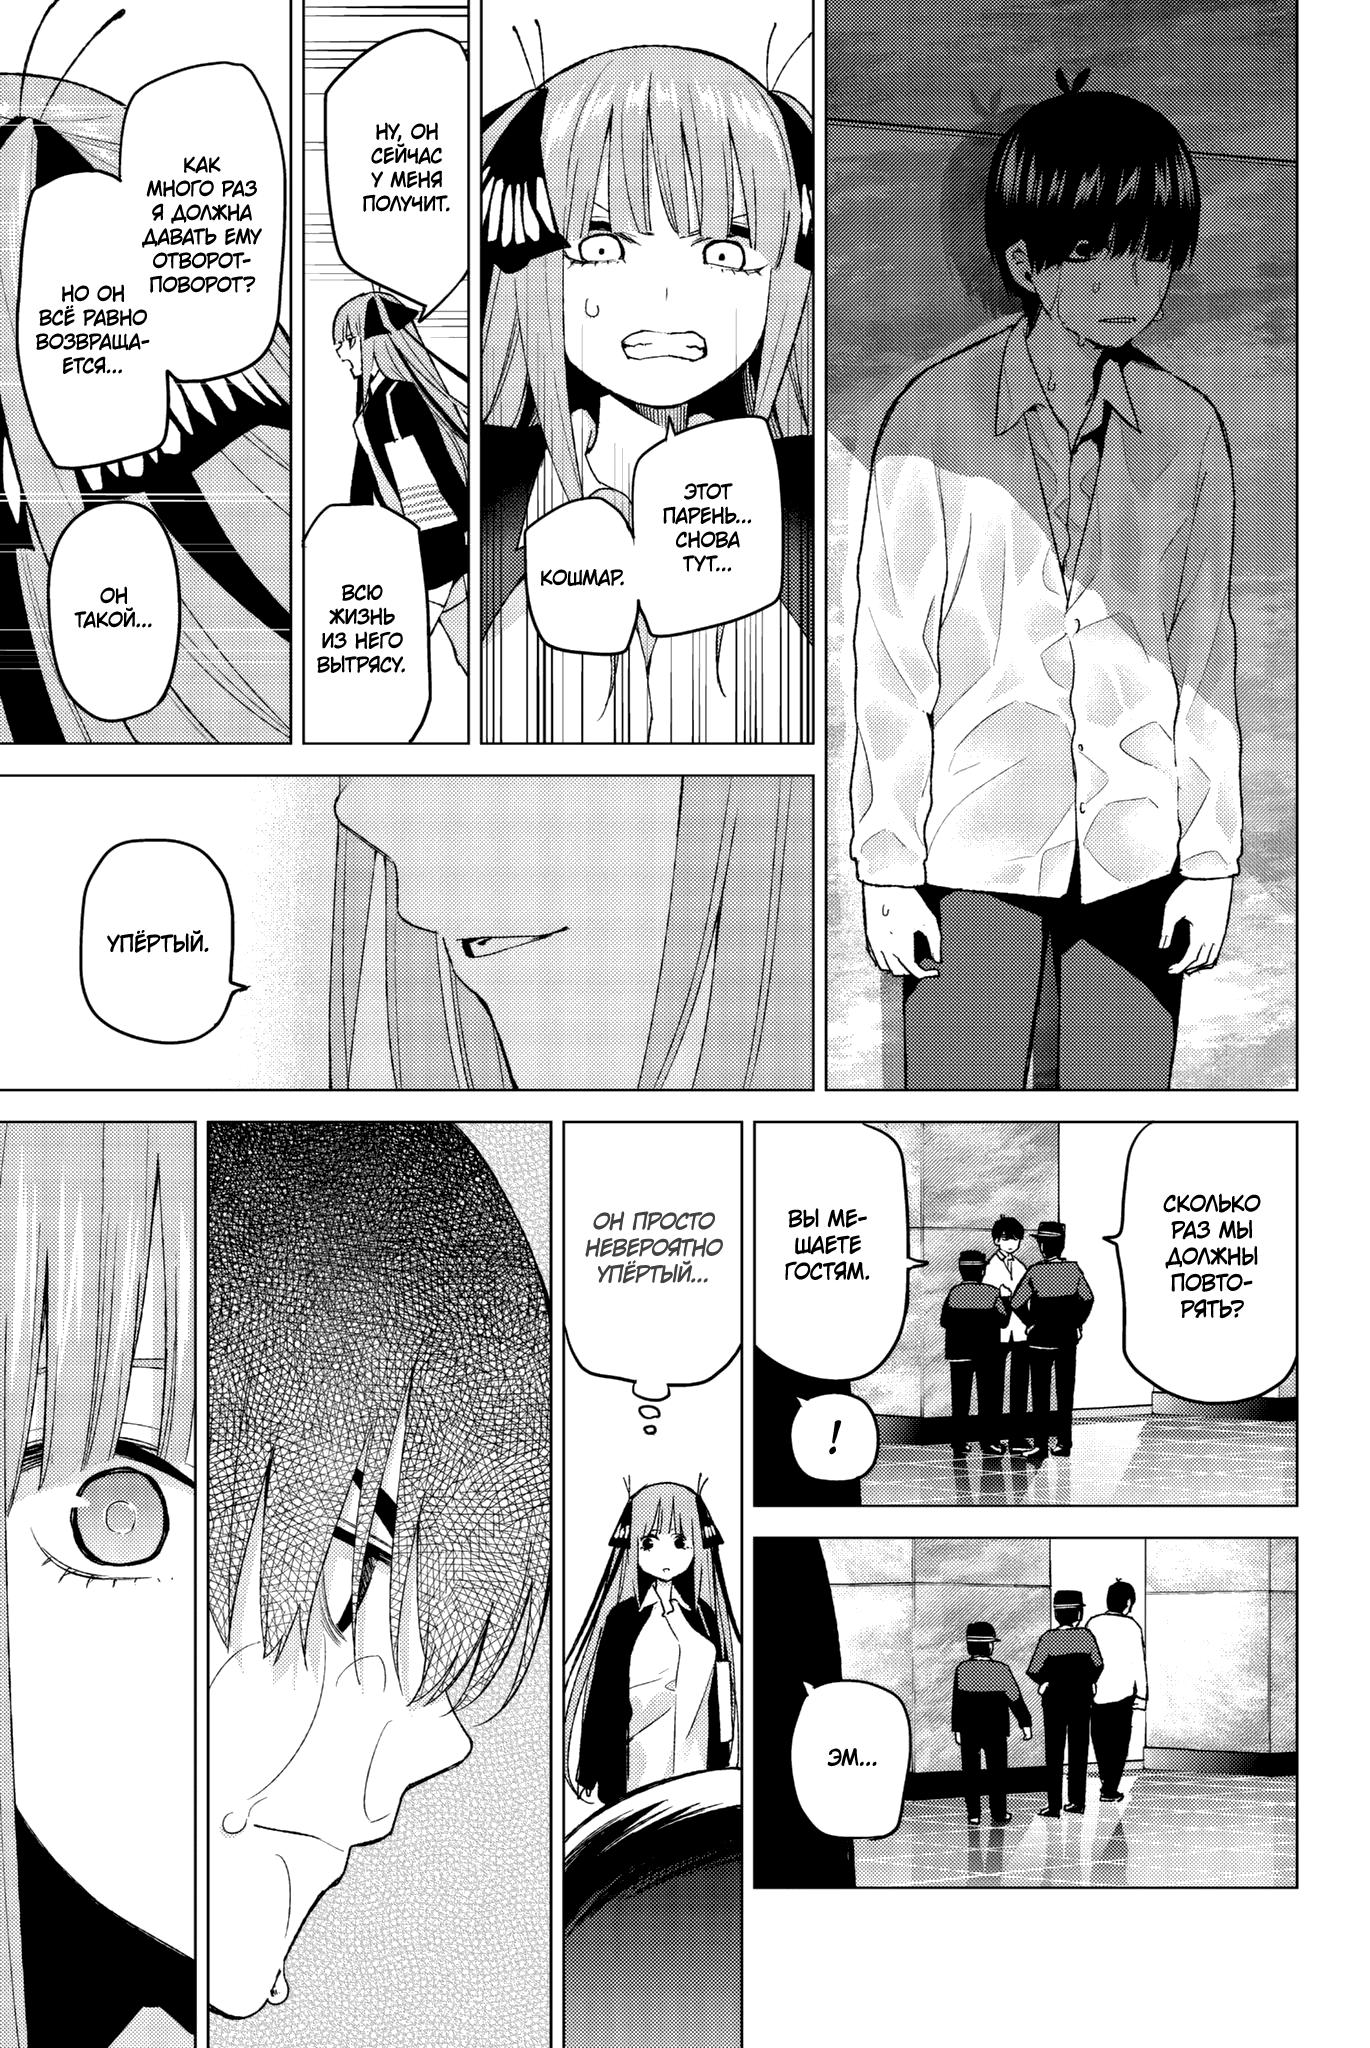 ЭТОТ
ПАРЕНЬ...
СНОВА
ТУТ...
КОШМАР.
НУ, ОН
СЕЙЧАС
У МЕНЯ
ПОЛУЧИТ.
ВСЮ
ЖИЗНЬ
ИЗ НЕГО
ВЫТРЯСУ.
КАК
МНОГО РАЗ
Я ДОЛЖНА
ДАВАТЬ ЕМУ
ОТВОРОТ-
ПОВОРОТ?
НО ОН
ВСЁ РАВНО
ВОЗВРАЩА-
ЕТСЯ...
ОН
ТАКОЙ...
УПЁРТЫЙ.
СКОЛЬКО
РАЗ МЫ
ДОЛЖНЫ
ПОВТО-
РЯТЬ?
ВЫ МЕ-
ШАЕТЕ
ГОСТЯМ.
!
ЭМ...
ОН ПРОСТО
НЕВЕРОЯТНО
УПЁРТЫЙ...